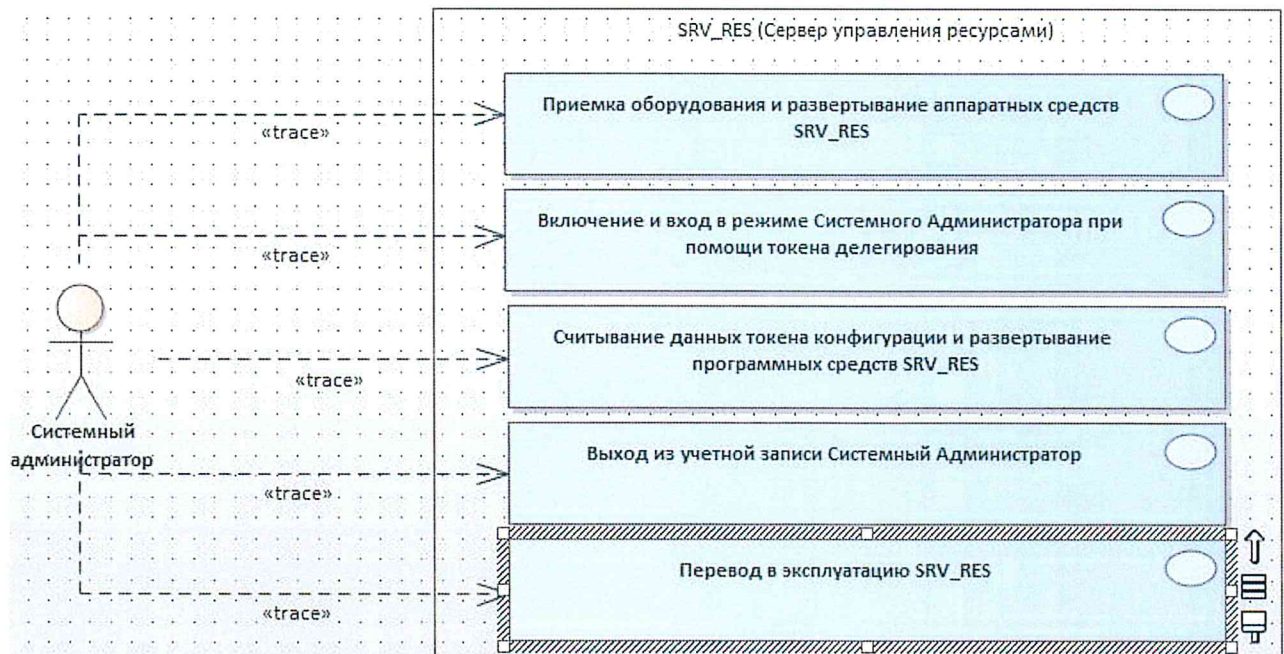 SRV_RES (Сервер управления ресурсами)
Приемка оборудования и развертывание аппаратных средств
SRV_RES
«trace»
Включение и вход в режиме Системного Администратора при
помощи токена делегирования
«trace»
Считывание данных токена конфигурации и развертывание
программных средств SRV_RES
«trace»
Системный
администратор
Выход из учетной записи Системный Администратор
«trace»
Перевод в эксплуатацию SRV_RES
«trace»